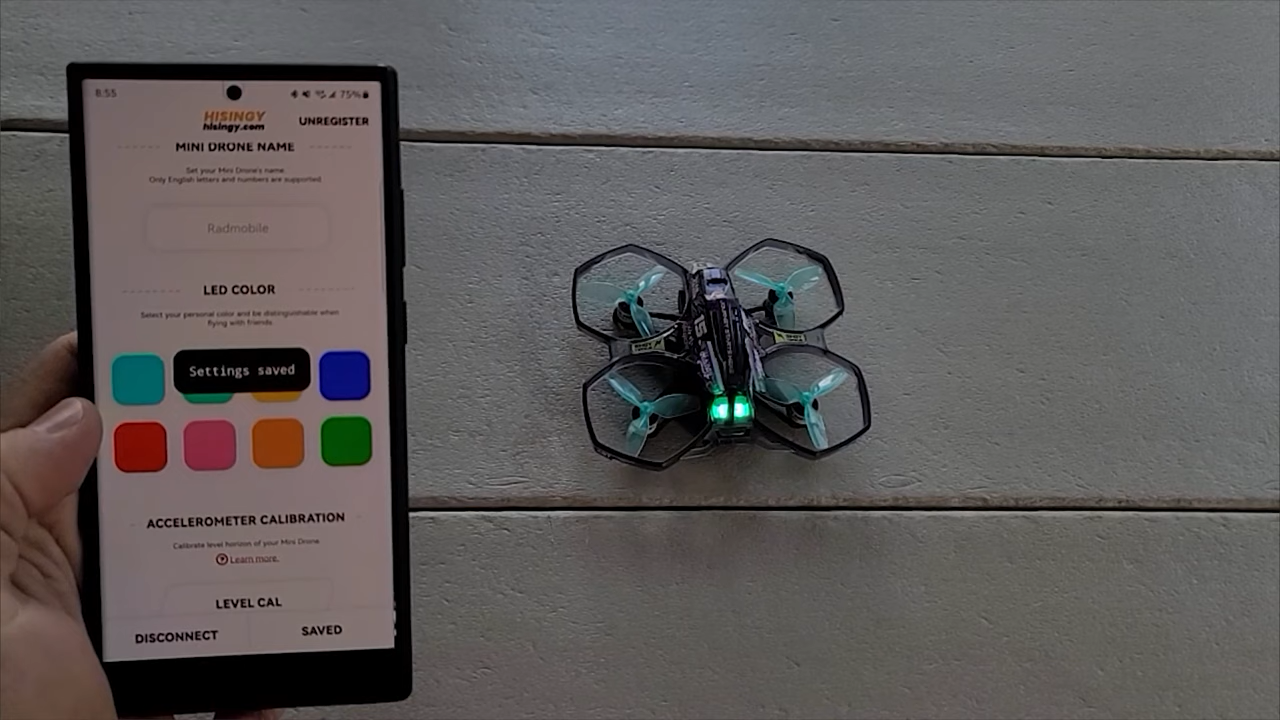 8:55
75%
HISINGY
hisingy.com
UNREGISTER
MINI DRONE NAME
Set your Mini Drone's name.
Only English letters and numbers are supported.
Radmobile
LED COLOR
Select your personal color and be distinguishable when
flying with friends.
Settings saved
ACCELEROMETER CALIBRATION
Calibrate level horizon of your Mini Drone.
Learn more.
LEVEL CAL
DISCONNECT
SAVED